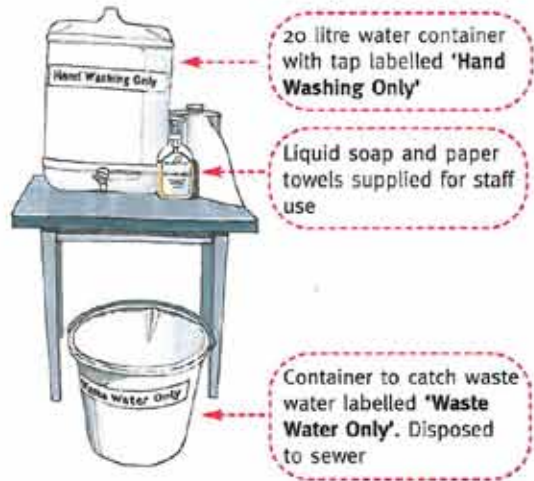 Hand Washing Only
20 litre water container
with tap labelled 'Hand
Washing Only'
Liquid soap and paper
towels supplied for staff
use
Waste Water Only
Container to catch waste
water labelled 'Waste
Water Only'. Disposed
to sewer